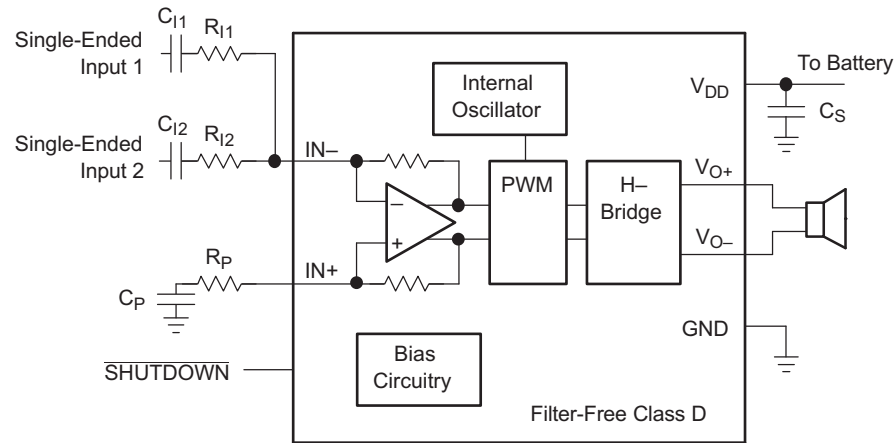 C_I1
R_I1
Single-Ended
Input 1
C_I2
R_I2
Single-Ended
Input 2
IN–
R_P
IN+
C_P
SHUTDOWN
Internal
Oscillator
–
+
PWM
H–
Bridge
Bias
Circuitry
Filter-Free Class D
V_DD
To Battery
C_S
V_O+
V_O–
GND